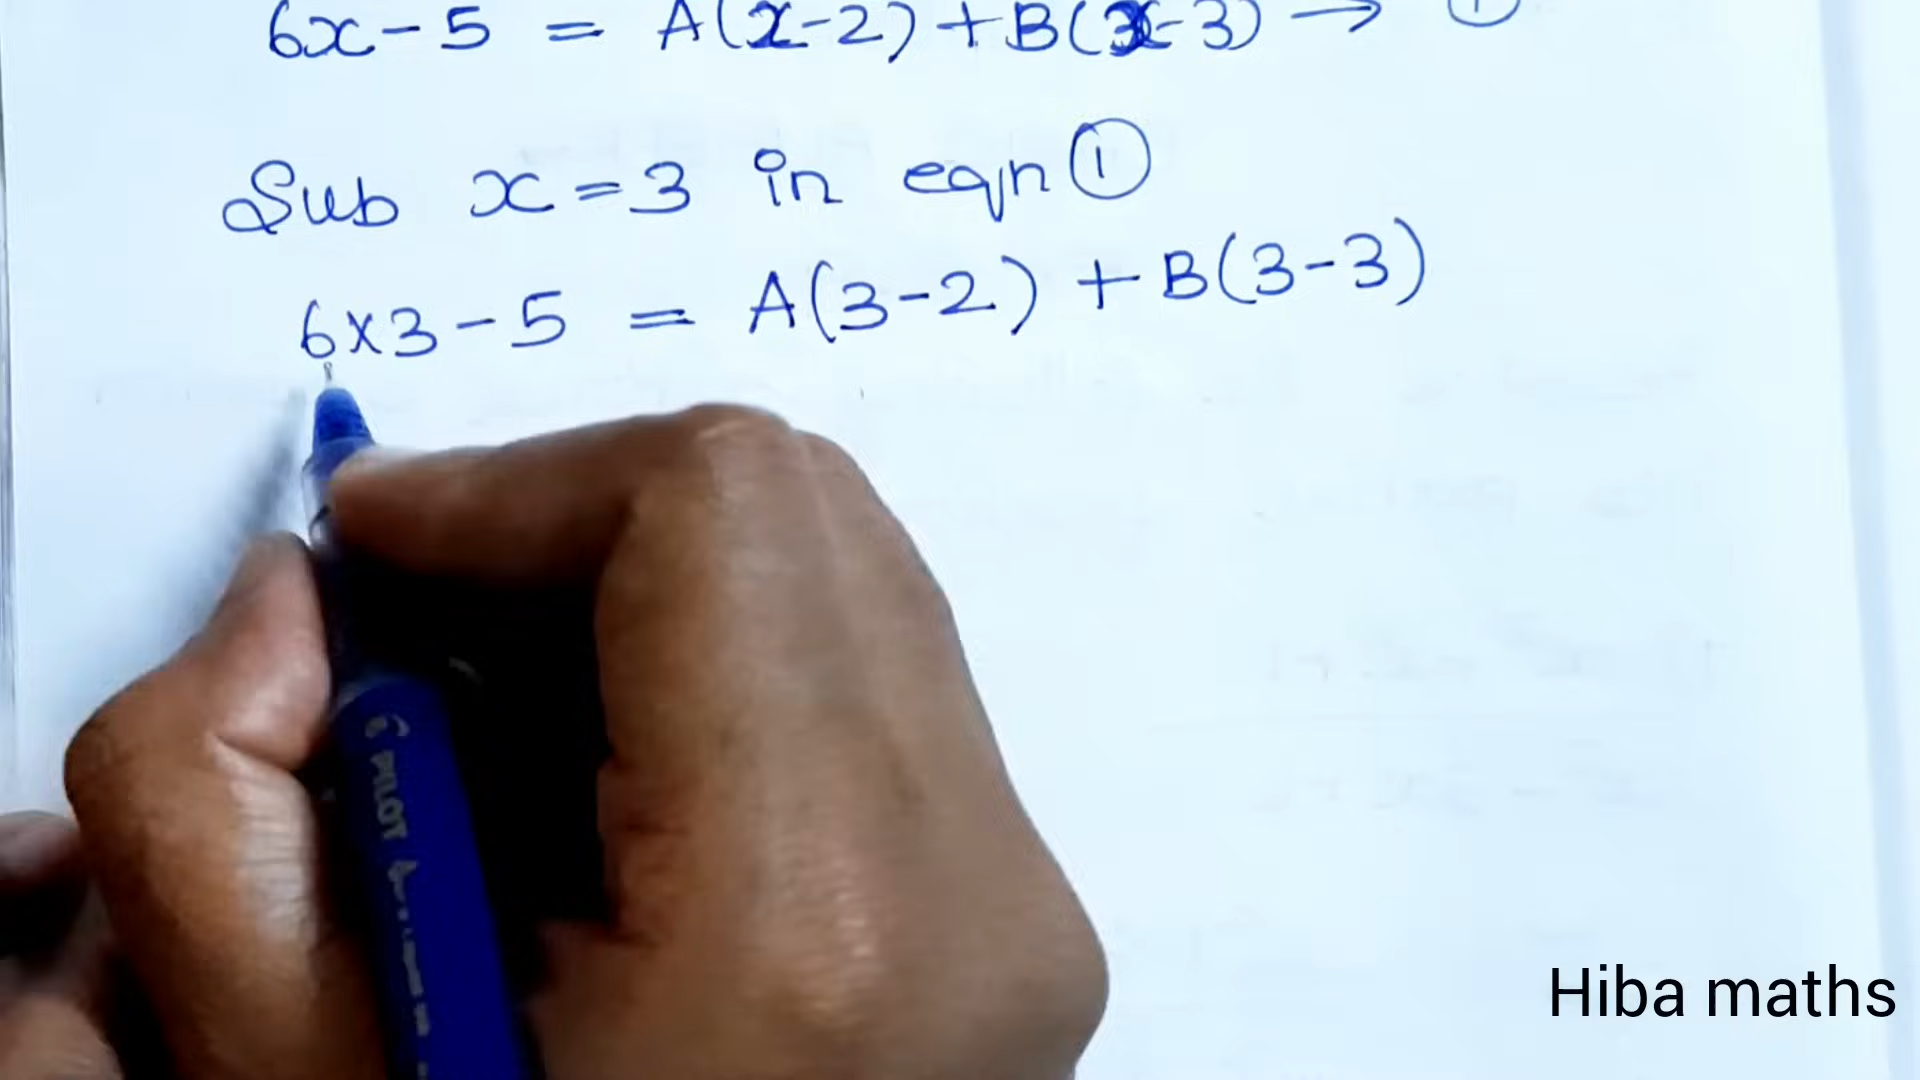 6x - 5 = A(x-2) + B(x-3) → ①
Sub x = 3 in eqn ①
6×3 - 5 = A(3-2) + B(3-3)
PILOT
Hiba maths